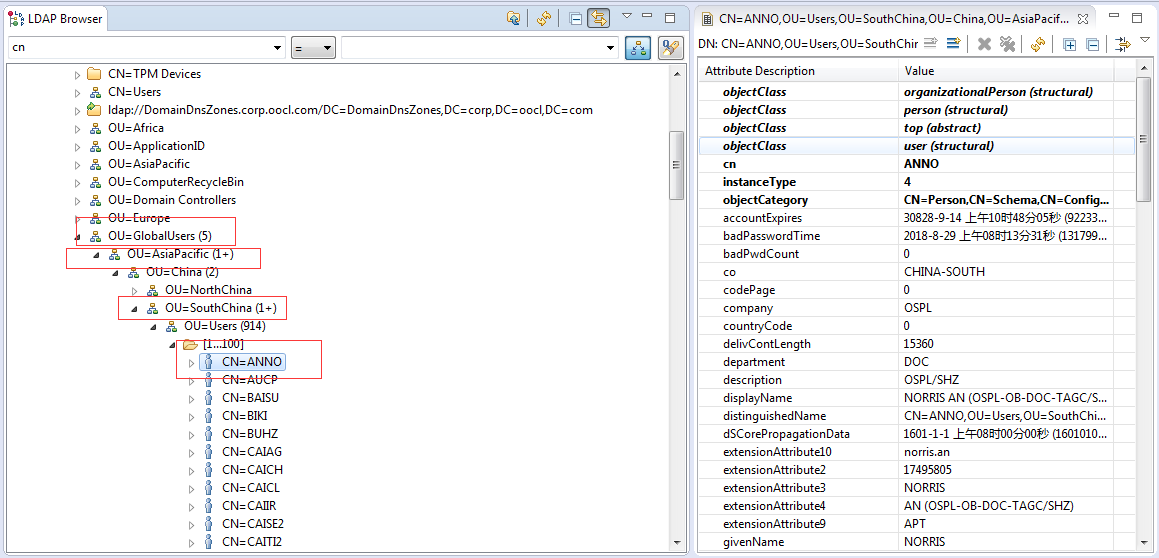 LDAP Browser
cn
=
CN=TPM Devices
CN=Users
ldap://DomainDnsZones.corp.oocl.com/DC=DomainDnsZones,DC=corp,DC=oocl,DC=com
OU=Africa
OU=ApplicationID
OU=AsiaPacific
OU=ComputerRecycleBin
OU=Domain Controllers
OU=Europe
OU=GlobalUsers (5)
OU=AsiaPacific (1+)
OU=China (2)
OU=NorthChina
OU=SouthChina (1+)
OU=Users (914)
[1...100]
CN=ANNO
CN=AUCP
CN=BAISU
CN=BIKI
CN=BUHZ
CN=CAIAG
CN=CAICH
CN=CAICL
CN=CAIIR
CN=CAISE2
CN=CAITI2
CN=ANNO,OU=Users,OU=SouthChina,OU=China,OU=AsiaPacif...
DN: CN=ANNO,OU=Users,OU=SouthChir
Attribute Description Value
objectClass organizationalPerson (structural)
objectClass person (structural)
objectClass top (abstract)
objectClass user (structural)
cn ANNO
instanceType 4
objectCategory CN=Person,CN=Schema,CN=Config...
accountExpires 30828-9-14 上午10时48分05秒 (92233...
badPasswordTime 2018-8-29 上午08时13分31秒 (131799...
badPwdCount 0
co CHINA-SOUTH
codePage 0
company OSPL
countryCode 0
delivContLength 15360
department DOC
description OSPL/SHZ
displayName NORRIS AN (OSPL-OB-DOC-TAGC/S...
distinguishedName CN=ANNO,OU=Users,OU=SouthChi...
dSCorePropagationData 1601-1-1 上午08时00分00秒 (1601010...
extensionAttribute10 norris.an
extensionAttribute2 17495805
extensionAttribute3 NORRIS
extensionAttribute4 AN (OSPL-OB-DOC-TAGC/SHZ)
extensionAttribute9 APT
givenName NORRIS